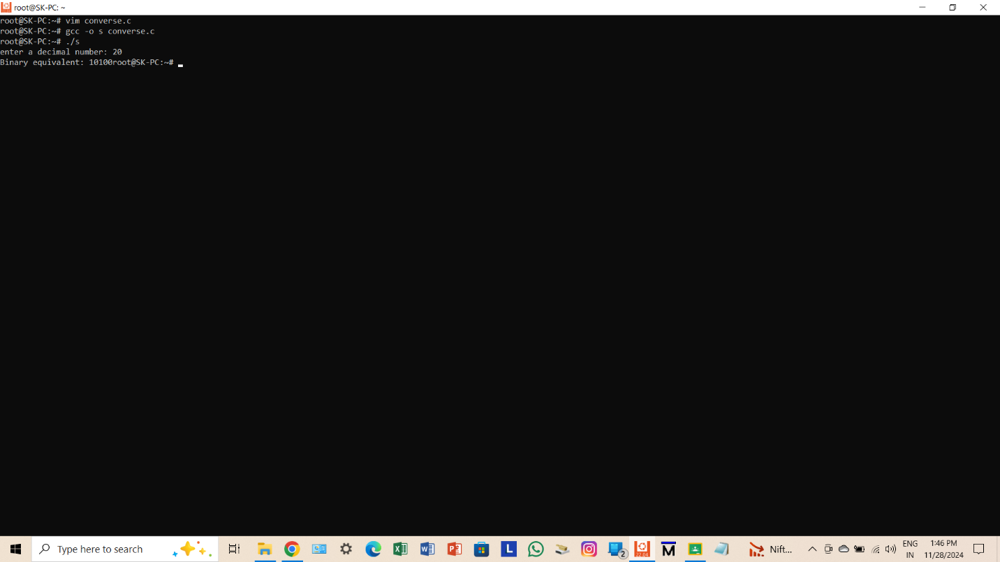 root@SK-PC: ~
root@SK-PC:~# vim converse.c
root@SK-PC:~# gcc -o s converse.c
root@SK-PC:~# ./s
enter a decimal number: 20
Binary equivalent: 10100root@SK-PC:~#
Type here to search
L
2
22.04
M
Nift...
ENG
IN
1:46 PM
11/28/2024